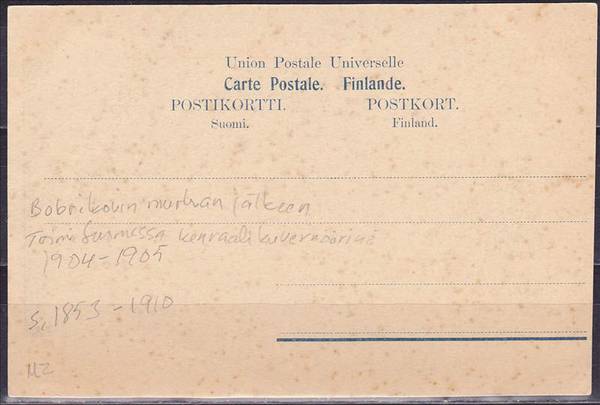 Union Postale Universelle
Carte Postale. Finlande.
POSTIKORTTI. POSTKORT.
Suomi. Finland.
Bobrikovin murhan jälkeen
Toimi Suomessa kenraalikuvernöörinä
1904-1905
s. 1853-1910